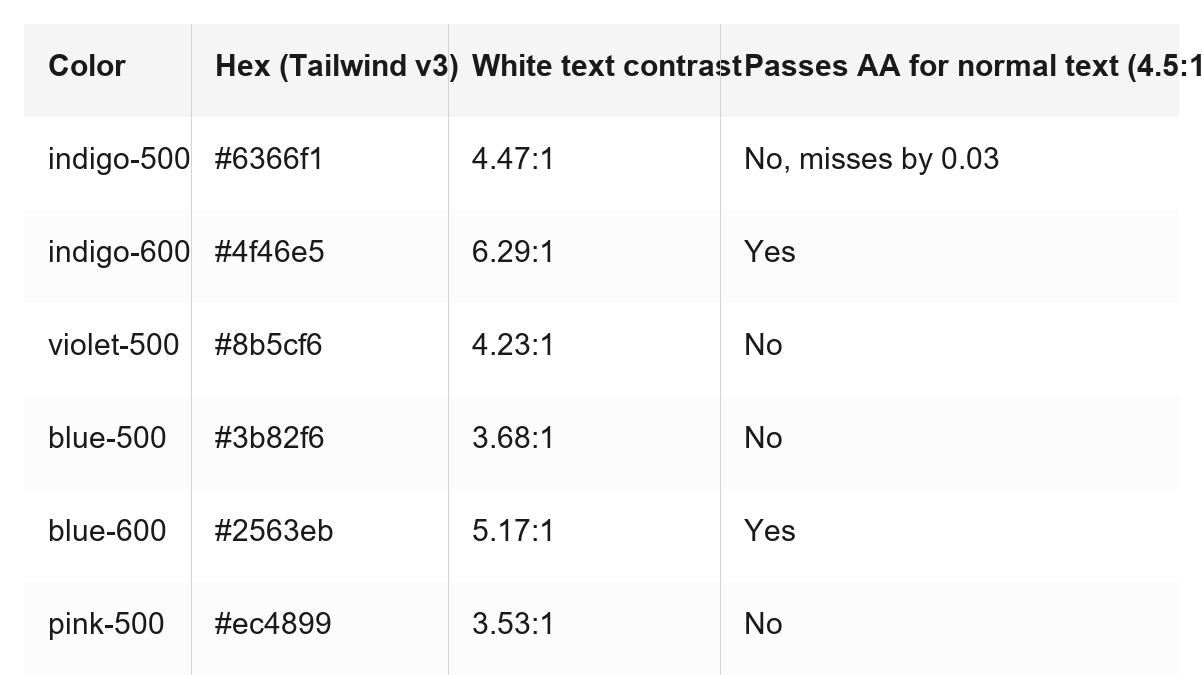 Color Hex (Tailwind v3) White text contrast Passes AA for normal text (4.5:1
indigo-500 #6366f1 4.47:1 No, misses by 0.03
indigo-600 #4f46e5 6.29:1 Yes
violet-500 #8b5cf6 4.23:1 No
blue-500 #3b82f6 3.68:1 No
blue-600 #2563eb 5.17:1 Yes
pink-500 #ec4899 3.53:1 No